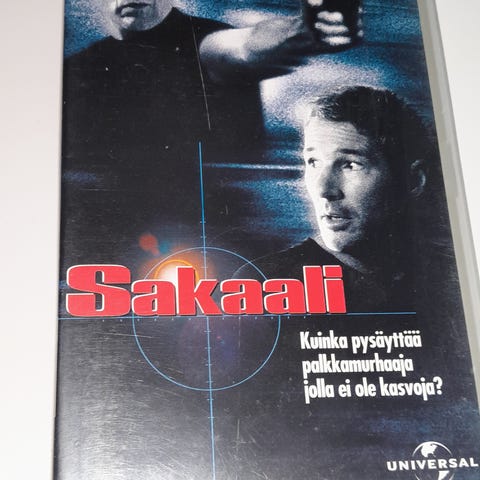 Sakaali
Kuinka pysäyttää
palkkamurhaaja
jolla ei ole kasvoja?
UNIVERSAL